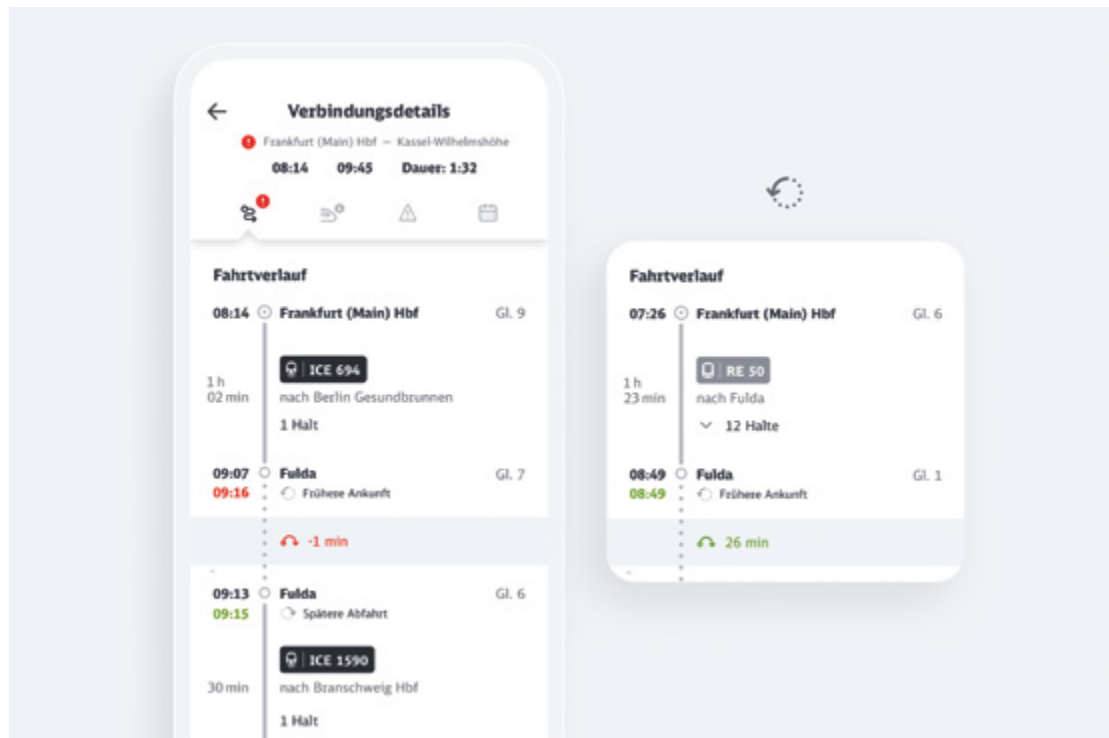 Verbindungsdetails
Frankfurt (Main) Hbf — Kassel-Wilhelmshöhe
08:14 09:45 Dauer: 1:32
Fahrtverlauf
08:14 Frankfurt (Main) Hbf Gl. 9
ICE 694
1 h
02 min nach Berlin Gesundbrunnen
1 Halt
09:07 Fulda Gl. 7
09:16 Frühere Ankunft
-1 min
09:13 Fulda Gl. 6
09:15 Spätere Abfahrt
ICE 1590
30 min nach Branschweig Hbf
1 Halt
Fahrtverlauf
07:26 Frankfurt (Main) Hbf Gl. 6
RE 50
1 h
23 min nach Fulda
12 Halte
08:49 Fulda Gl. 1
08:49 Frühere Ankunft
26 min